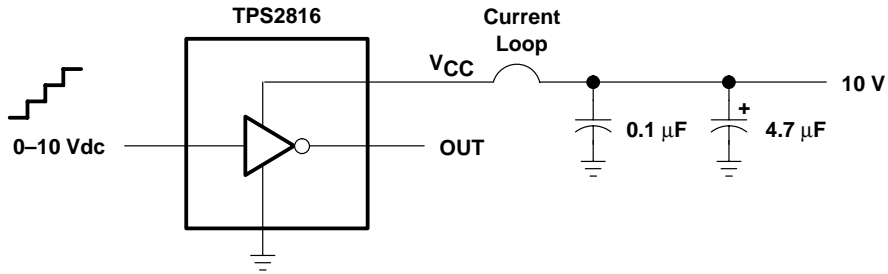 TPS2816
Current
Loop
VCC
10 V
0–10 Vdc
OUT
0.1 μF
+
4.7 μF